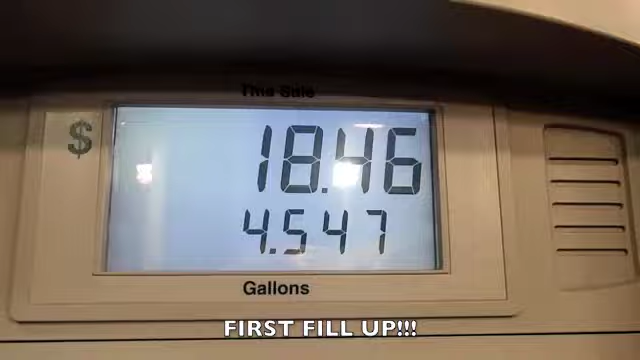 This Sale
$ 18.46
4.547
Gallons
FIRST FILL UP!!!